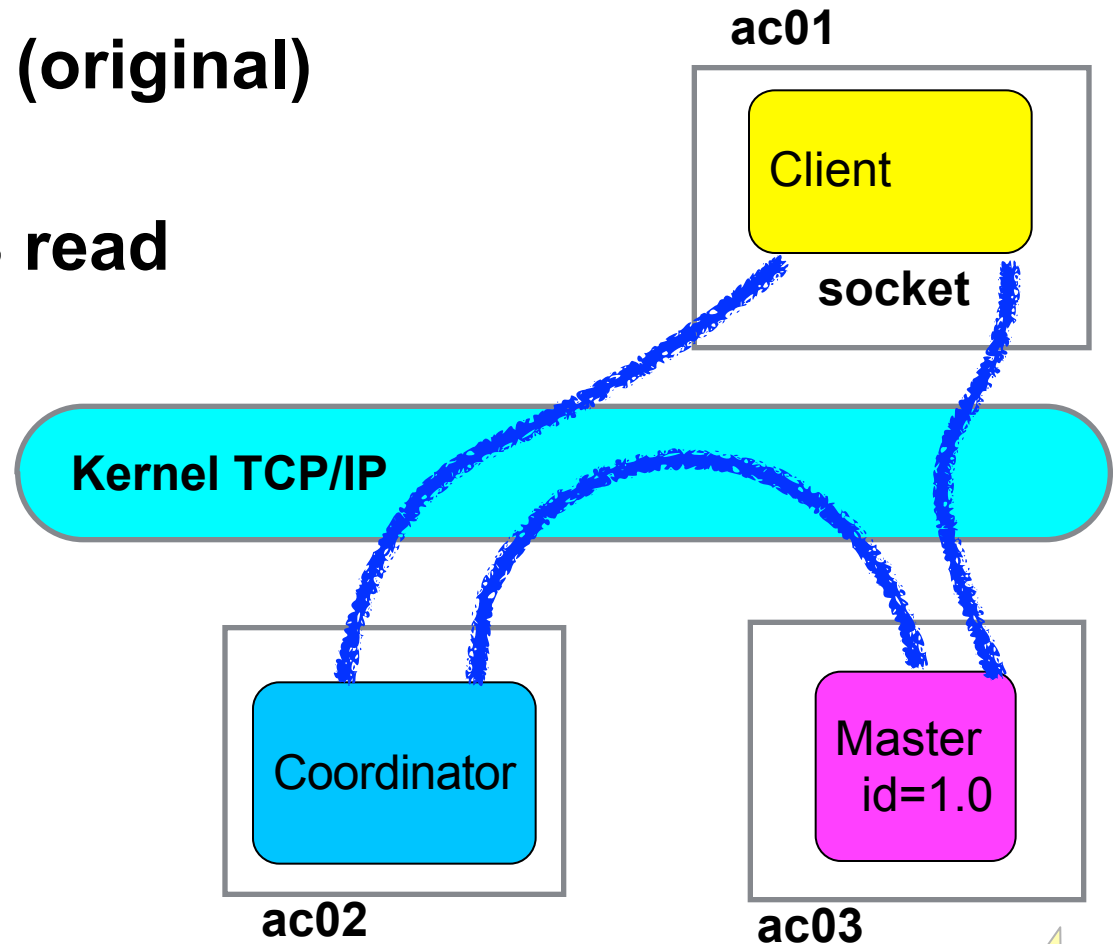 (original)
read
ac01
Client
socket
Kernel TCP/IP
Coordinator
Master
id=1.0
ac02
ac03